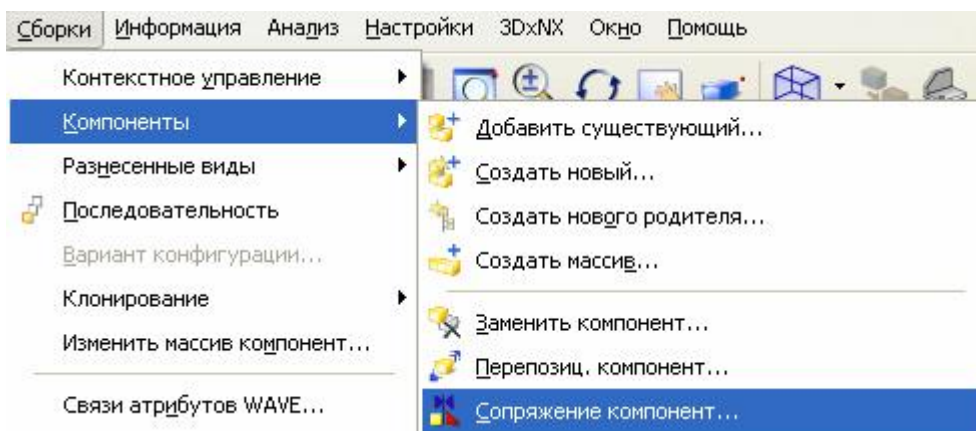 Сборки Информация Анализ Настройки 3DxNX Окно Помощь
Контекстное управление
Компоненты
Разнесенные виды
Последовательность
Вариант конфигурации...
Клонирование
Изменить массив компонент...
Связи атрибутов WAVE...
Добавить существующий...
Создать новый...
Создать нового родителя...
Создать массив...
Заменить компонент...
Перепозиц. компонент...
Сопряжение компонент...